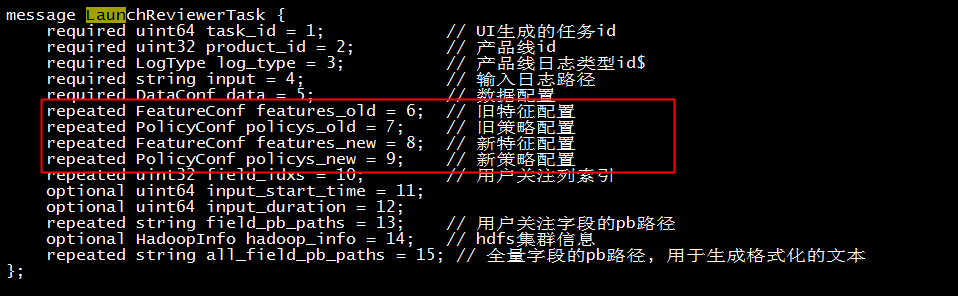 message LaunchReviewerTask {
    required uint64 task_id = 1;            // UI生成的任务id
    required uint32 product_id = 2;         // 产品线id
    required LogType log_type = 3;          // 产品线日志类型id$
    required string input = 4;              // 输入日志路径
    required DataConf data = 5;             // 数据配置
    repeated FeatureConf features_old = 6;  // 旧特征配置
    repeated PolicyConf policys_old = 7;    // 旧策略配置
    repeated FeatureConf features_new = 8;  // 新特征配置
    repeated PolicyConf policys_new = 9;    // 新策略配置
    repeated uint32 field_idxs = 10;        // 用户关注列索引
    optional uint64 input_start_time = 11;
    optional uint64 input_duration = 12;
    repeated string field_pb_paths = 13;    // 用户关注字段的pb路径
    optional HadoopInfo hadoop_info = 14;   // hdfs集群信息
    repeated string all_field_pb_paths = 15; // 全量字段的pb路径，用于生成格式化的文本
};